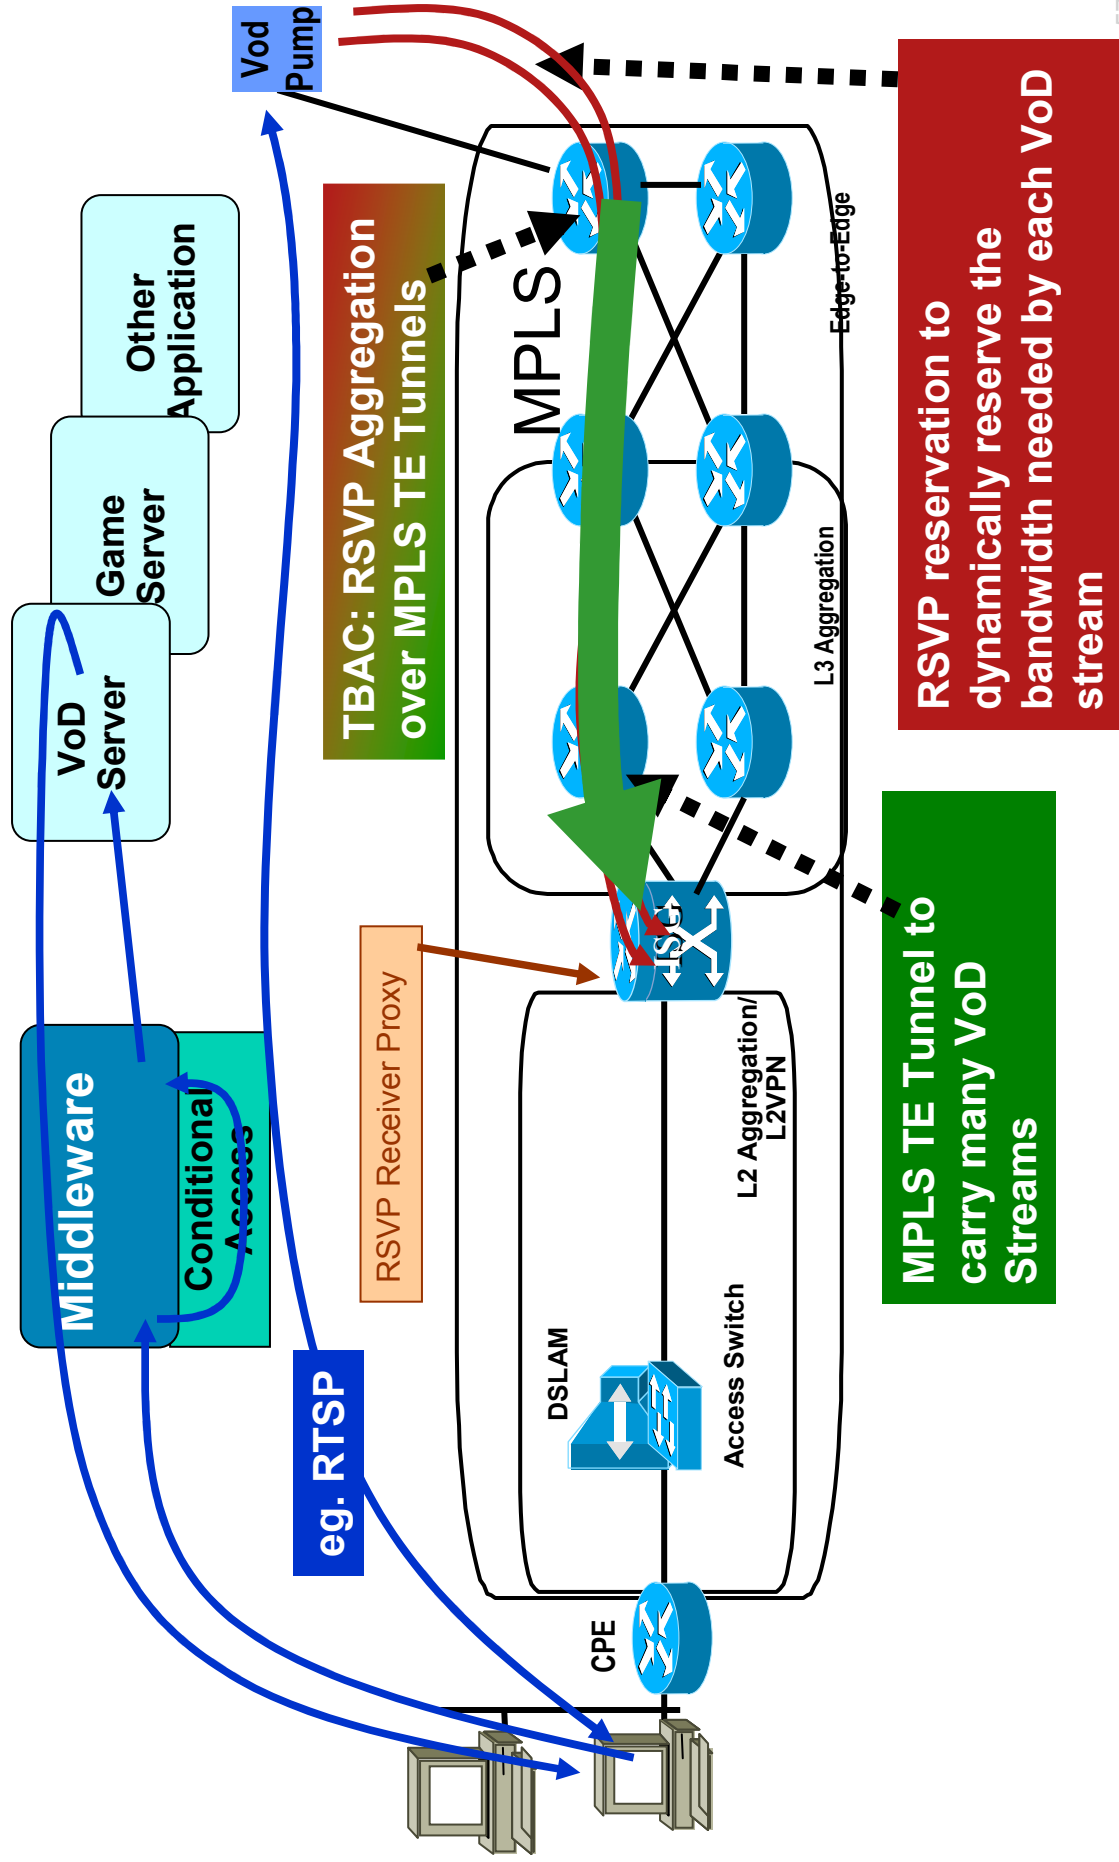 Middleware
Conditional
Access
VoD
Server
Game
Server
Other
Application
Vod
Pump
eg. RTSP
RSVP Receiver Proxy
TBAC: RSVP Aggregation
over MPLS TE Tunnels
MPLS
DSLAM
CPE
ISG
Access Switch
L2 Aggregation/
L2VPN
L3 Aggregation
Edge-to-Edge
MPLS TE Tunnel to
carry many VoD
Streams
RSVP reservation to
dynamically reserve the
bandwidth needed by each VoD
stream